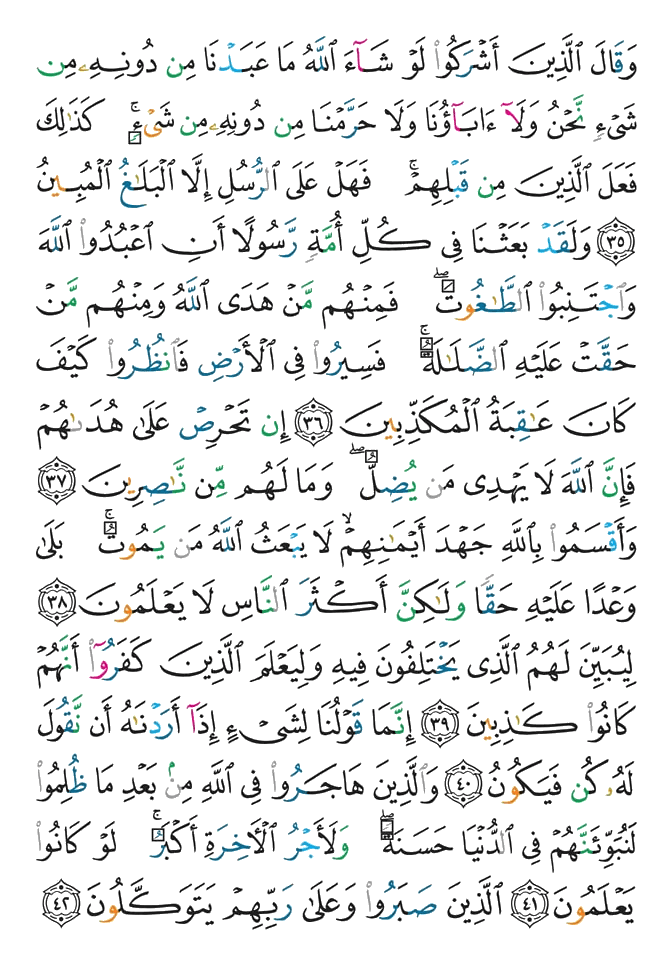 وَقَالَ ٱلَّذِينَ أَشۡرَكُواْ لَوۡ شَآءَ ٱللَّهُ مَا عَبَدۡنَا مِن دُونِهِۦ مِن
شَيۡءٖ نَّحۡنُ وَلَآ ءَابَآؤُنَا وَلَا حَرَّمۡنَا مِن دُونِهِۦ مِن شَيۡءٖۚ كَذَٰلِكَ
فَعَلَ ٱلَّذِينَ مِن قَبۡلِهِمۡۚ فَهَلۡ عَلَى ٱلرُّسُلِ إِلَّا ٱلۡبَلَٰغُ ٱلۡمُبِينُ
٣٥ وَلَقَدۡ بَعَثۡنَا فِي كُلِّ أُمَّةٖ رَّسُولًا أَنِ ٱعۡبُدُواْ ٱللَّهَ
وَٱجۡتَنِبُواْ ٱلطَّٰغُوتَۖ فَمِنۡهُم مَّنۡ هَدَى ٱللَّهُ وَمِنۡهُم مَّنۡ
حَقَّتۡ عَلَيۡهِ ٱلضَّلَٰلَةُۚ فَسِيرُواْ فِي ٱلۡأَرۡضِ فَٱنظُرُواْ كَيۡفَ
كَانَ عَٰقِبَةُ ٱلۡمُكَذِّبِينَ ٣٦ إِن تَحۡرِصۡ عَلَىٰ هُدَىٰهُمۡ
فَإِنَّ ٱللَّهَ لَا يَهۡدِي مَن يُضِلُّۖ وَمَا لَهُم مِّن نَّٰصِرِينَ ٣٧
وَأَقۡسَمُواْ بِٱللَّهِ جَهۡدَ أَيۡمَٰنِهِمۡ لَا يَبۡعَثُ ٱللَّهُ مَن يَمُوتُۚ بَلَىٰ
وَعۡدًا عَلَيۡهِ حَقّٗا وَلَٰكِنَّ أَكۡثَرَ ٱلنَّاسِ لَا يَعۡلَمُونَ ٣٨
لِيُبَيِّنَ لَهُمُ ٱلَّذِي يَخۡتَلِفُونَ فِيهِ وَلِيَعۡلَمَ ٱلَّذِينَ كَفَرُوٓاْ أَنَّهُمۡ
كَانُواْ كَٰذِبِينَ ٣٩ إِنَّمَا قَوۡلُنَا لِشَيۡءٍ إِذَآ أَرَدۡنَٰهُ أَن نَّقُولَ
لَهُۥ كُن فَيَكُونُ ٤٠ وَٱلَّذِينَ هَاجَرُواْ فِي ٱللَّهِ مِنۢ بَعۡدِ مَا ظُلِمُواْ
لَنُبَوِّئَنَّهُمۡ فِي ٱلدُّنۡيَا حَسَنَةٗۖ وَلَأَجۡرُ ٱلۡأٓخِرَةِ أَكۡبَرُۚ لَوۡ كَانُواْ
يَعۡلَمُونَ ٤١ ٱلَّذِينَ صَبَرُواْ وَعَلَىٰ رَبِّهِمۡ يَتَوَكَّلُونَ ٤٢